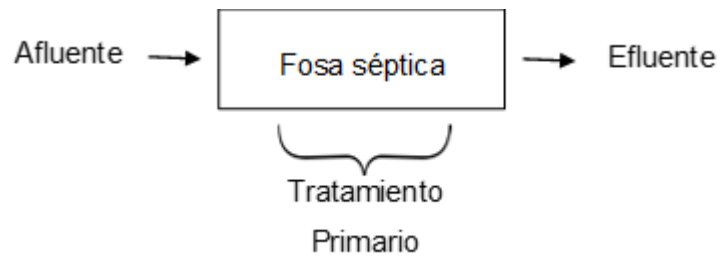 Afluente
Fosa séptica
Efluente
Tratamiento
Primario